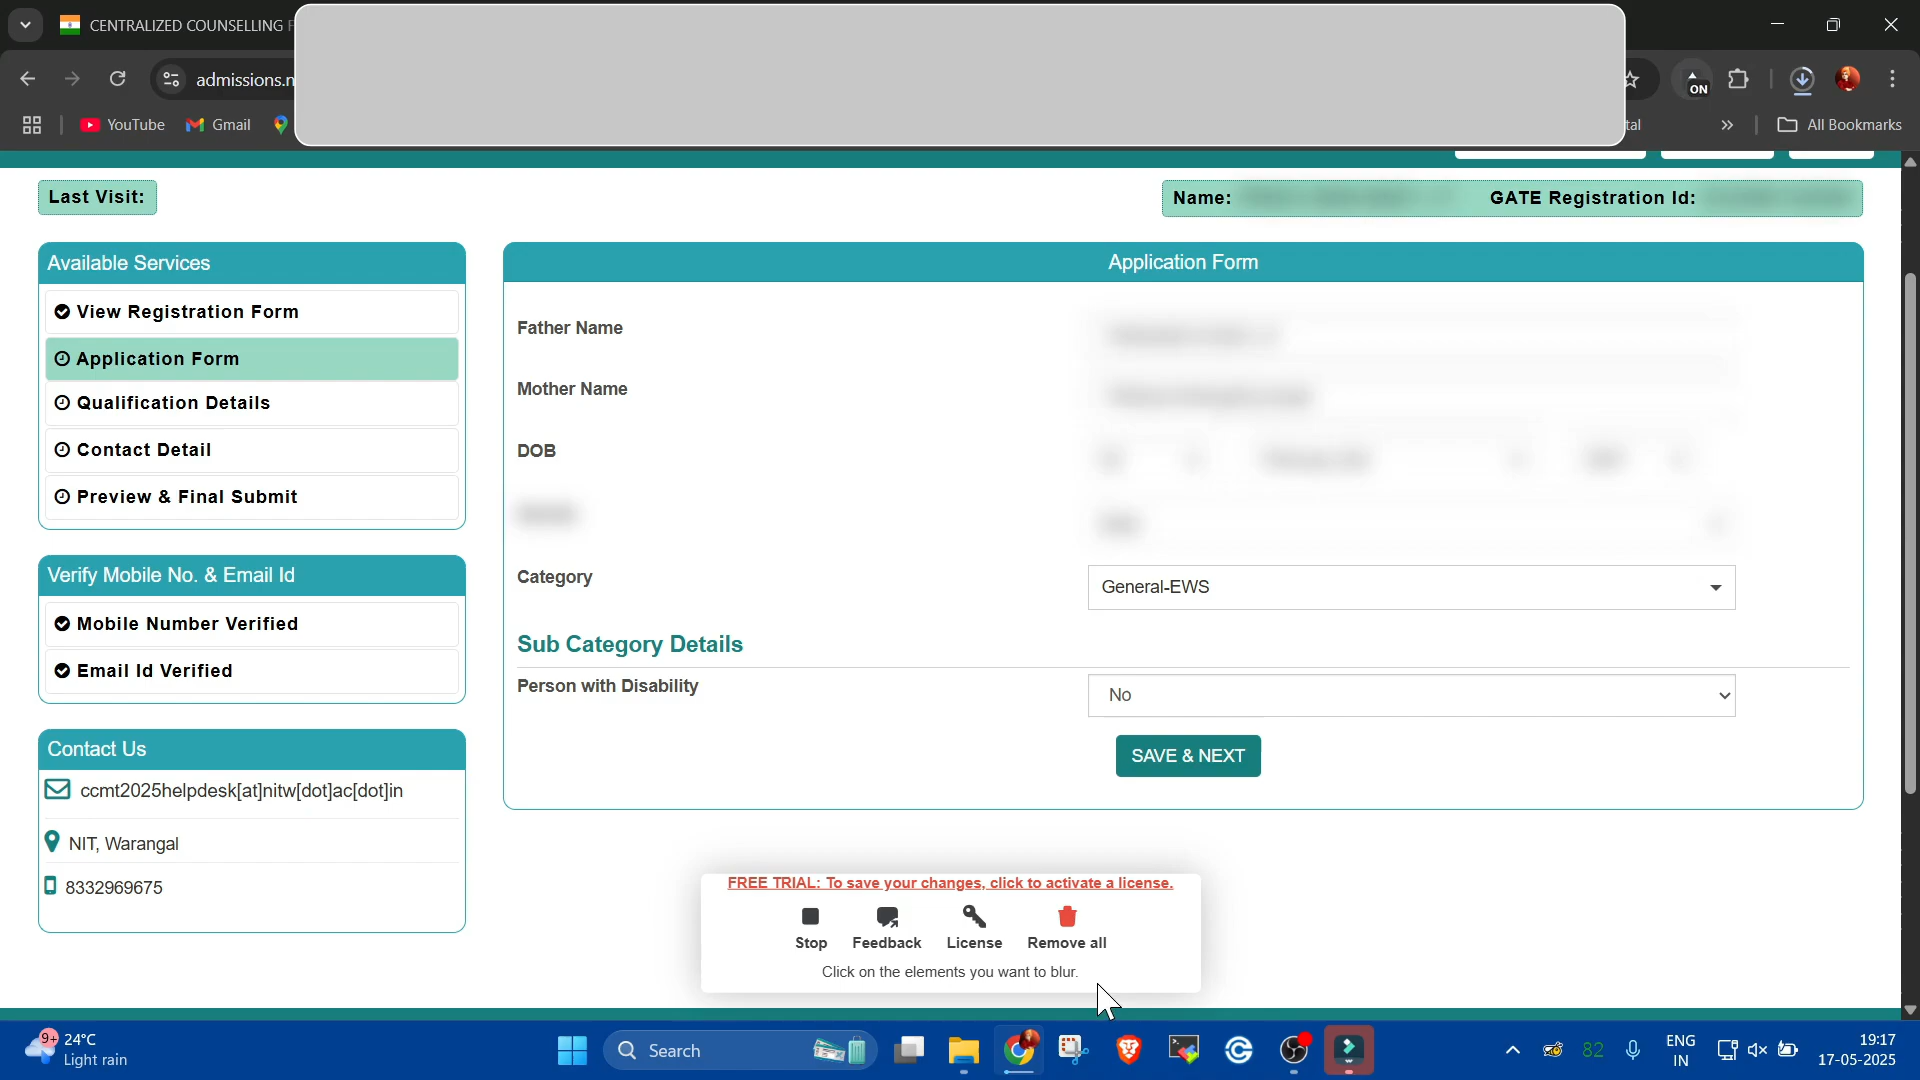 CENTRALIZED COUNSELLING F
admissions.n
ON
YouTube
Gmail
tal
All Bookmarks
Last Visit:
Name:
GATE Registration Id:
Available Services
View Registration Form
Application Form
Qualification Details
Contact Detail
Preview & Final Submit
Verify Mobile No. & Email Id
Mobile Number Verified
Email Id Verified
Contact Us
ccmt2025helpdesk[at]nitw[dot]ac[dot]in
NIT, Warangal
8332969675
Application Form
Father Name
Mother Name
DOB
Category
General-EWS
Sub Category Details
Person with Disability
No
SAVE & NEXT
FREE TRIAL: To save your changes, click to activate a license.
Stop
Feedback
License
Remove all
Click on the elements you want to blur.
9+
24°C
Light rain
Search
82
ENG
IN
19:17
17-05-2025